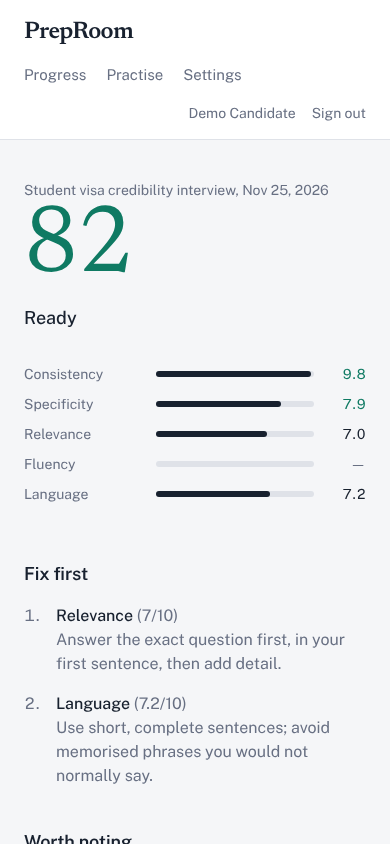 PrepRoom
Progress Practise Settings
Demo Candidate Sign out
Student visa credibility interview, Nov 25, 2026
82
Ready
Consistency 9.8
Specificity 7.9
Relevance 7.0
Fluency —
Language 7.2
Fix first
1. Relevance (7/10)
Answer the exact question first, in your
first sentence, then add detail.
2. Language (7.2/10)
Use short, complete sentences; avoid
memorised phrases you would not
normally say.
Worth noting